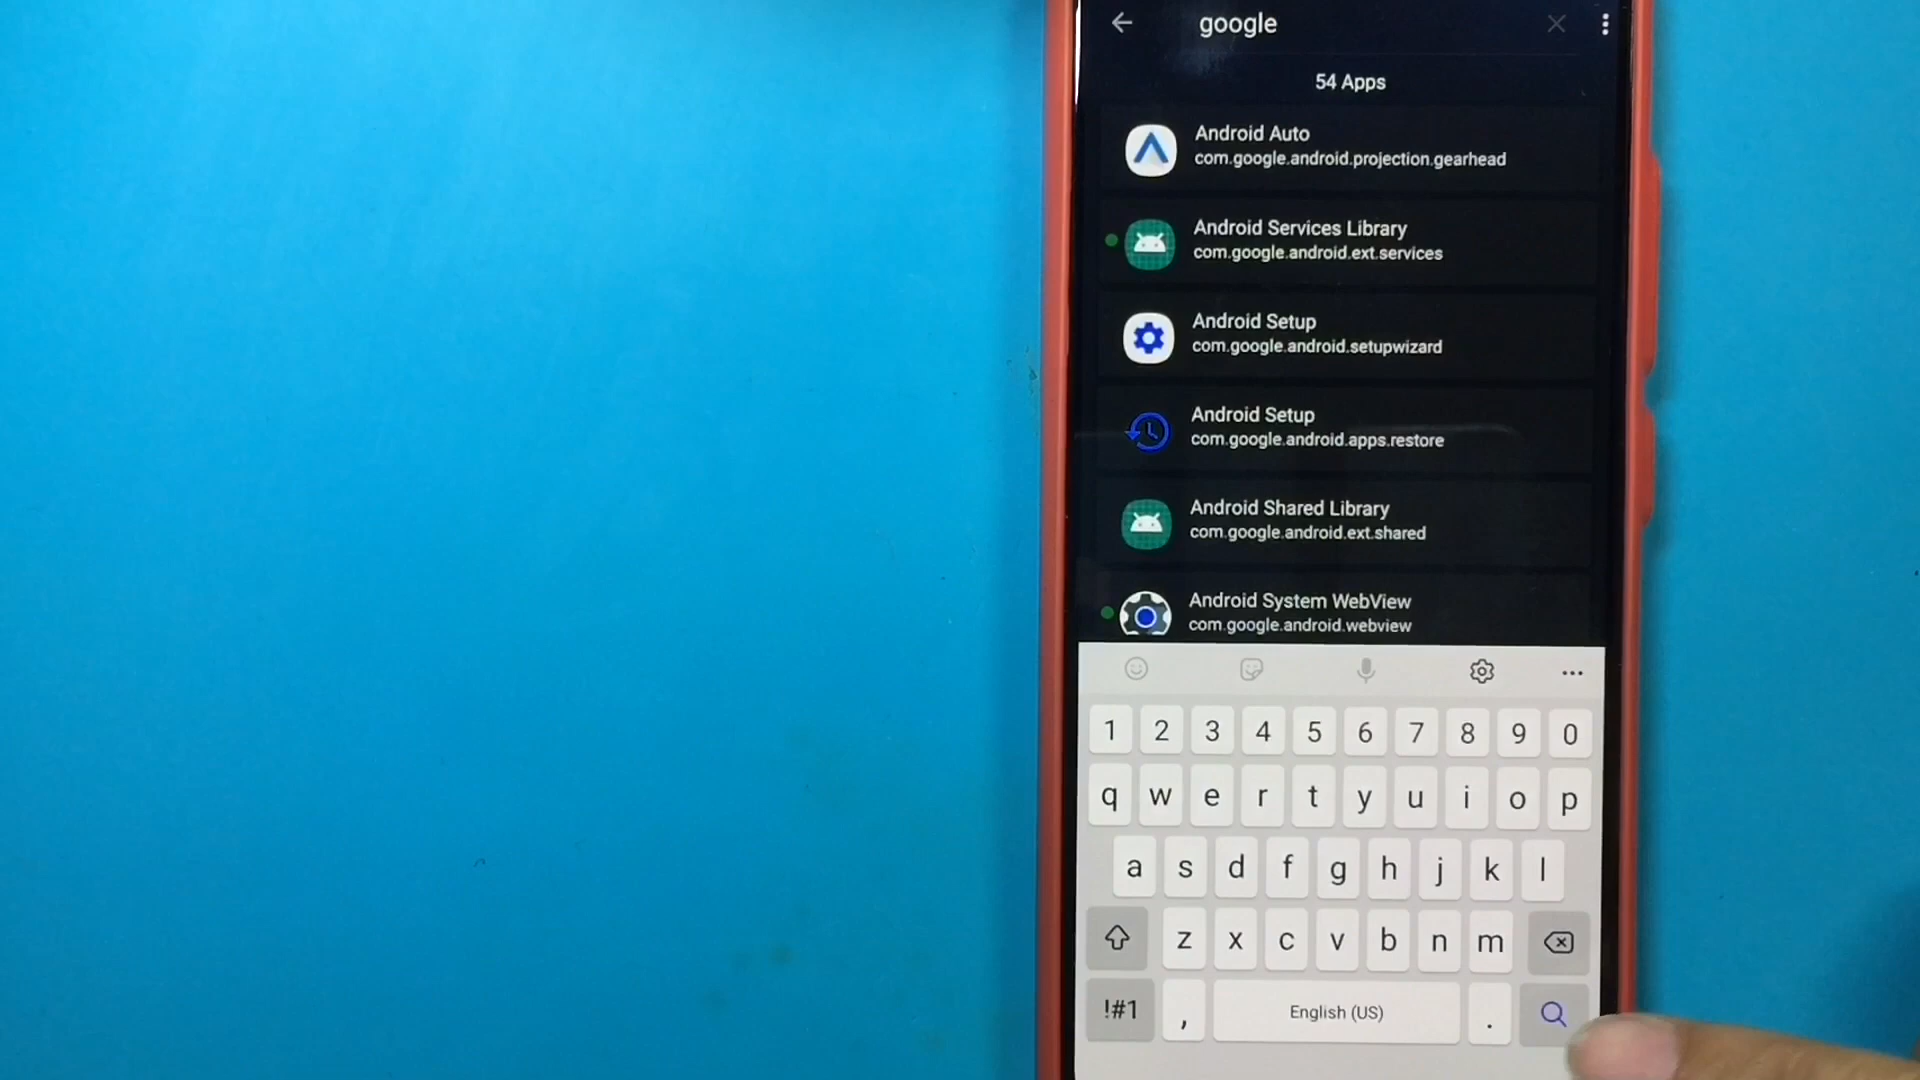 google
54 Apps
Android Auto
com.google.android.projection.gearhead
Android Services Library
com.google.android.ext.services
Android Setup
com.google.android.setupwizard
Android Setup
com.google.android.apps.restore
Android Shared Library
com.google.android.ext.shared
Android System WebView
com.google.android.webview
1 2 3 4 5 6 7 8 9 0
q w e r t y u i o p
a s d f g h j k l
z x c v b n m
!#1 , English (US) .